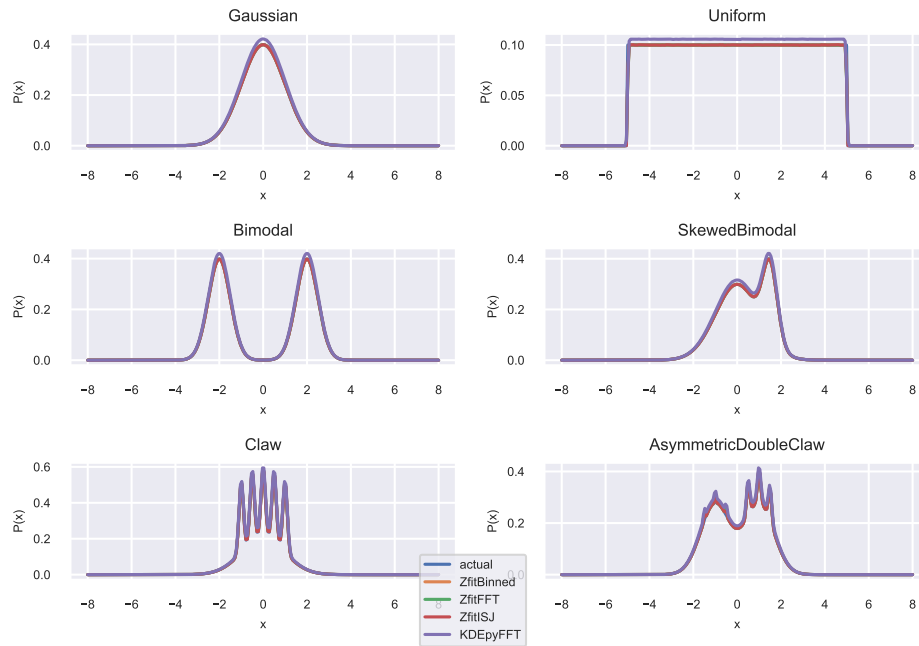 Gaussian
0.4
0.2
0.0
P(x)
−8 −6 −4 −2 0 2 4 6 8
x
Uniform
0.10
0.05
0.00
P(x)
−8 −6 −4 −2 0 2 4 6 8
x
Bimodal
0.4
0.2
0.0
P(x)
−8 −6 −4 −2 0 2 4 6 8
x
SkewedBimodal
0.4
0.2
0.0
P(x)
−8 −6 −4 −2 0 2 4 6 8
x
Claw
0.6
0.4
0.2
0.0
P(x)
−8 −6 −4 −2 0 2 4 6 8
x
AsymmetricDoubleClaw
0.4
0.2
0.0
P(x)
−8 −6 −4 −2 0 2 4 6 8
x
actual
ZfitBinned
ZfitFFT
ZfitISJ
KDEpyFFT